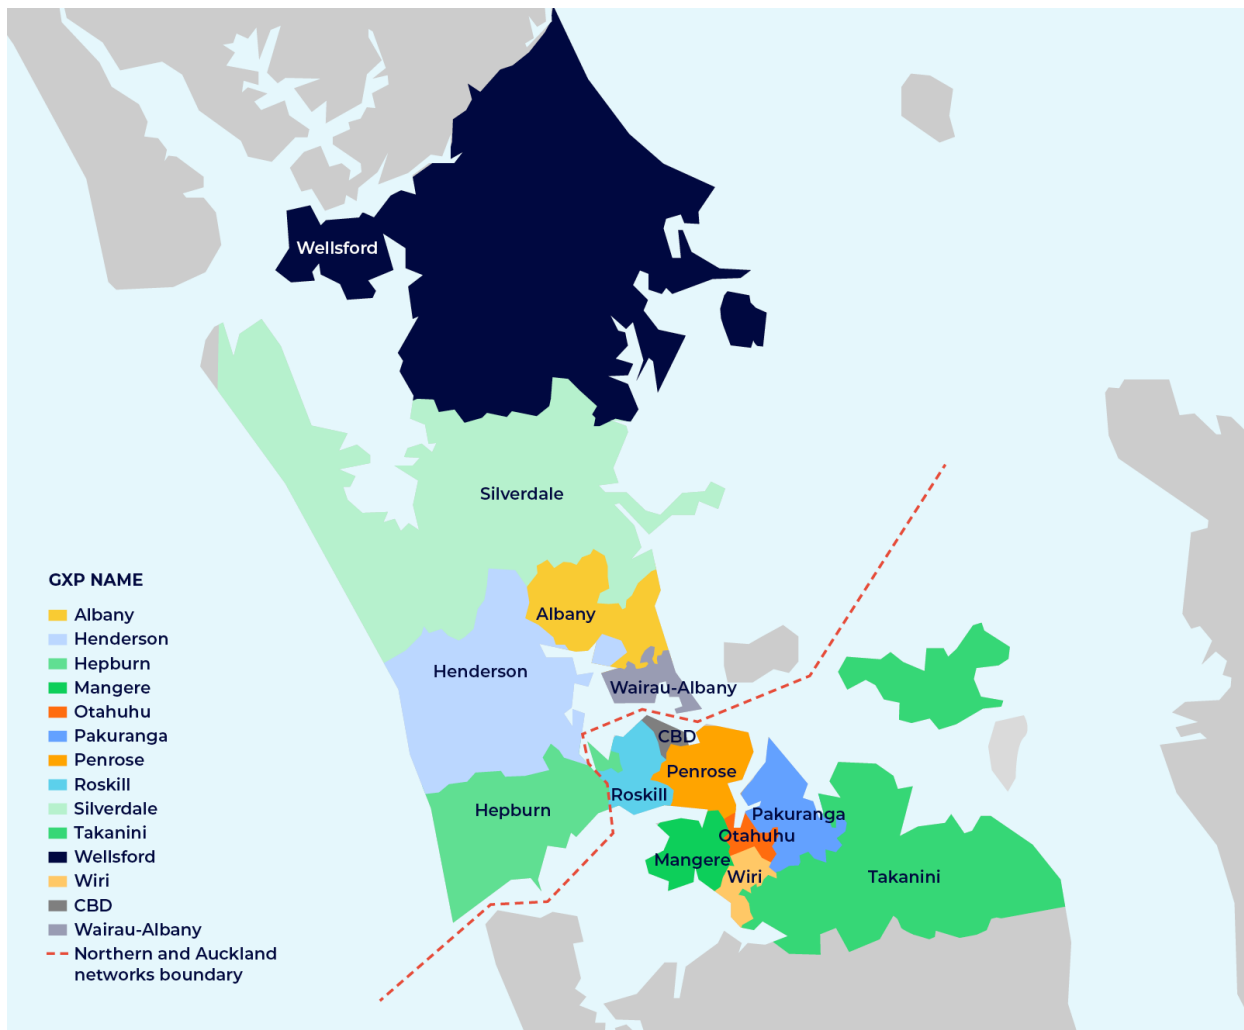 Wellsford
Silverdale
Albany
Henderson
Wairau-Albany
CBD
Penrose
Roskill
Hepburn
Pakuranga
Otahuhu
Mangere
Wiri
Takanini
GXP NAME
Albany
Henderson
Hepburn
Mangere
Otahuhu
Pakuranga
Penrose
Roskill
Silverdale
Takanini
Wellsford
Wiri
CBD
Wairau-Albany
Northern and Auckland
networks boundary